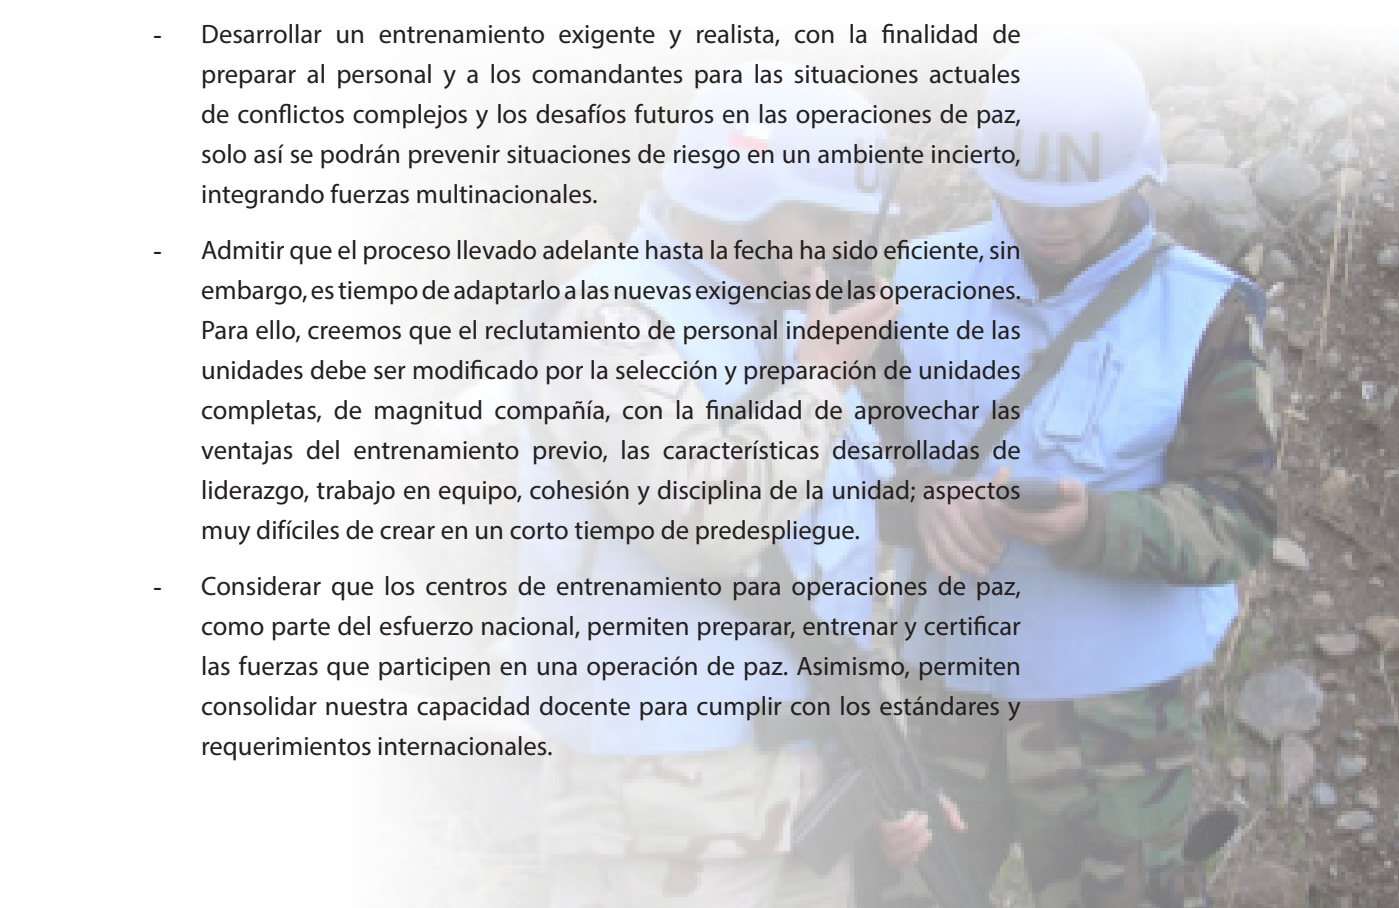 - Desarrollar un entrenamiento exigente y realista, con la finalidad de
preparar al personal y a los comandantes para las situaciones actuales
de conflictos complejos y los desafíos futuros en las operaciones de paz,
solo así se podrán prevenir situaciones de riesgo en un ambiente incierto,
integrando fuerzas multinacionales.
- Admitir que el proceso llevado adelante hasta la fecha ha sido eficiente, sin
embargo, es tiempo de adaptarlo a las nuevas exigencias de las operaciones.
Para ello, creemos que el reclutamiento de personal independiente de las
unidades debe ser modificado por la selección y preparación de unidades
completas, de magnitud compañía, con la finalidad de aprovechar las
ventajas del entrenamiento previo, las características desarrolladas de
liderazgo, trabajo en equipo, cohesión y disciplina de la unidad; aspectos
muy difíciles de crear en un corto tiempo de predespliegue.
- Considerar que los centros de entrenamiento para operaciones de paz,
como parte del esfuerzo nacional, permiten preparar, entrenar y certificar
las fuerzas que participen en una operación de paz. Asimismo, permiten
consolidar nuestra capacidad docente para cumplir con los estándares y
requerimientos internacionales.
UN